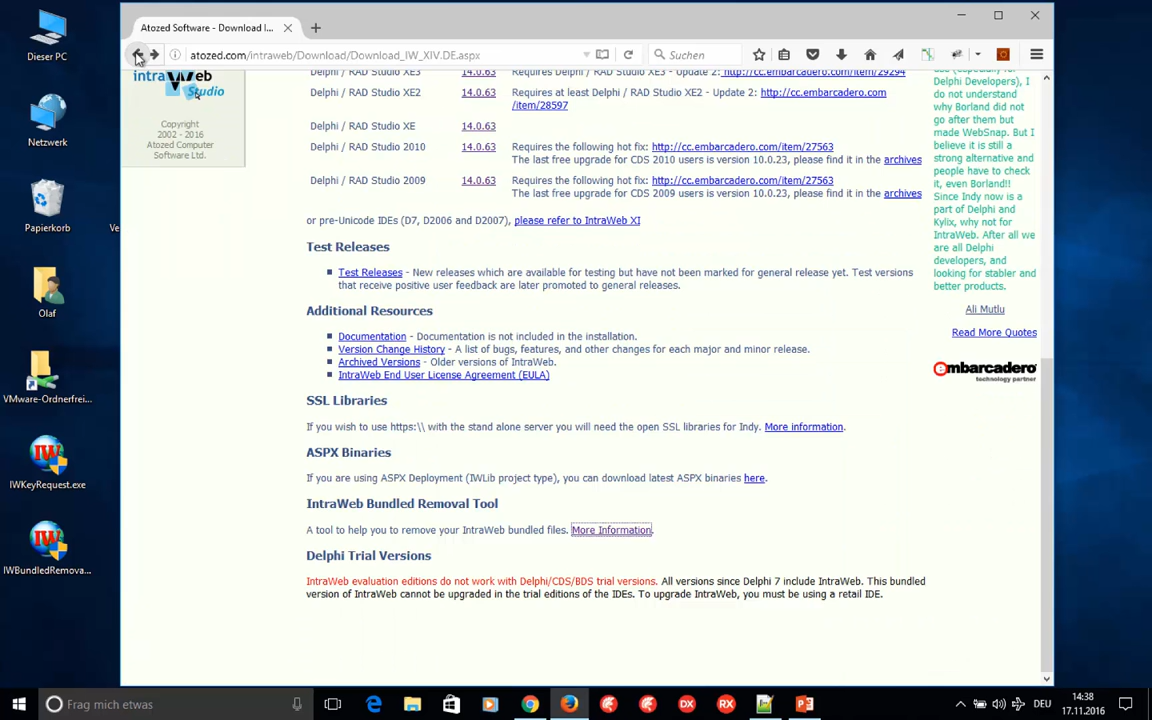 Dieser PC
Netzwerk
Papierkorb
Olaf
VMware-Ordnerfrei...
IWKeyRequest.exe
IWBundledRemova...
Ve
Atozed Software - Download I...
atozed.com/intraweb/Download/Download_IW_XIV.DE.aspx
Suchen
intraWeb
Studio
Copyright
2002 - 2016
Atozed Computer
Software Ltd.
Delphi / RAD Studio XE3 14.0.63 Requires Delphi / RAD Studio XE3 - Update 2: http://cc.embarcadero.com/item/29294
Delphi / RAD Studio XE2 14.0.63 Requires at least Delphi / RAD Studio XE2 - Update 2: http://cc.embarcadero.com
/item/28597
Delphi / RAD Studio XE 14.0.63
Delphi / RAD Studio 2010 14.0.63 Requires the following hot fix: http://cc.embarcadero.com/item/27563
The last free upgrade for CDS 2010 users is version 10.0.23, please find it in the archives
Delphi / RAD Studio 2009 14.0.63 Requires the following hot fix: http://cc.embarcadero.com/item/27563
The last free upgrade for CDS 2009 users is version 10.0.23, please find it in the archives
or pre-Unicode IDEs (D7, D2006 and D2007), please refer to IntraWeb XI
Test Releases
Test Releases - New releases which are available for testing but have not been marked for general release yet. Test versions
that receive positive user feedback are later promoted to general releases.
Additional Resources
Documentation - Documentation is not included in the installation.
Version Change History - A list of bugs, features, and other changes for each major and minor release.
Archived Versions - Older versions of IntraWeb.
IntraWeb End User License Agreement (EULA)
SSL Libraries
If you wish to use https:\\ with the stand alone server you will need the open SSL libraries for Indy. More information.
ASPX Binaries
If you are using ASPX Deployment (IWLib project type), you can download latest ASPX binaries here.
IntraWeb Bundled Removal Tool
A tool to help you to remove your IntraWeb bundled files. More Information.
Delphi Trial Versions
IntraWeb evaluation editions do not work with Delphi/CDS/BDS trial versions. All versions since Delphi 7 include IntraWeb. This bundled
version of IntraWeb cannot be upgraded in the trial editions of the IDEs. To upgrade IntraWeb, you must be using a retail IDE.
Delphi Developers), I
do not understand
why Borland did not
go after them but
made WebSnap. But I
believe it is still a
strong alternative and
people have to check
it, even Borland!!
Since Indy now is a
part of Delphi and
Kylix, why not for
IntraWeb. After all we
are all Delphi
developers, and
looking for stabler and
better products.
Ali Mutlu
Read More Quotes
embarcadero
technology partner
Frag mich etwas
DX
RX
DEU
14:38
17.11.2016